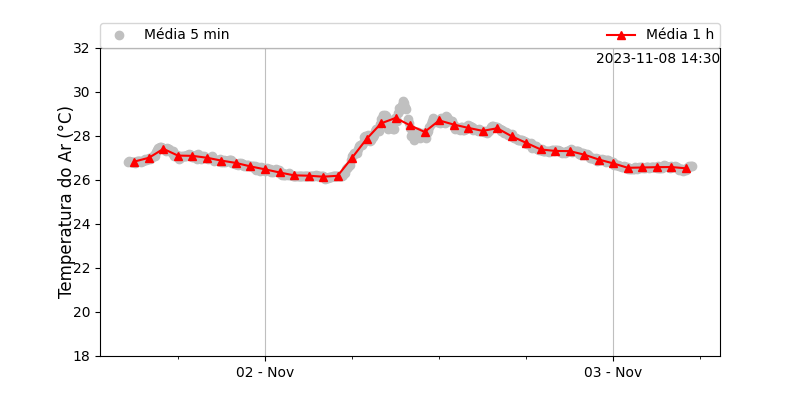 Média 5 min
Média 1 h
2023-11-08 14:30
Temperatura do Ar (°C)
32
30
28
26
24
22
20
18
02 - Nov
03 - Nov